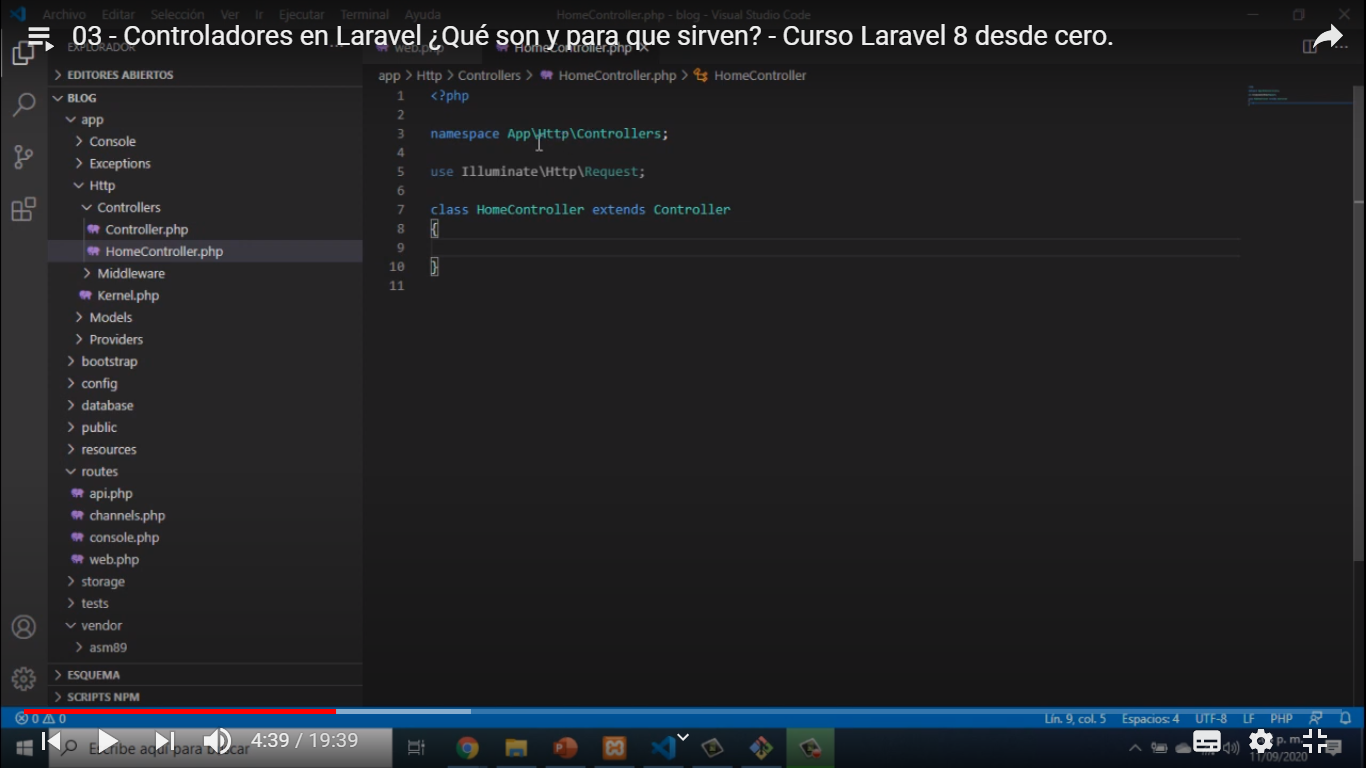 Archivo Editar Selección Ver Ir Ejecutar Terminal Ayuda HomeController.php - blog - Visual Studio Code
03 - Controladores en Laravel ¿Qué son y para que sirven? - Curso Laravel 8 desde cero.
EXPLORADOR
web.php HomeController.php
EDITORES ABIERTOS
BLOG
app
Console
Exceptions
Http
Controllers
Controller.php
HomeController.php
Middleware
Kernel.php
Models
Providers
bootstrap
config
database
public
resources
routes
api.php
channels.php
console.php
web.php
storage
tests
vendor
asm89
ESQUEMA
SCRIPTS NPM
app > Http > Controllers > HomeController.php > HomeController
1 <?php
2
3 namespace App\Http\Controllers;
4
5 use Illuminate\Http\Request;
6
7 class HomeController extends Controller
8 {
9
10 }
11
0 0
Lín. 9, col. 5 Espacios: 4 UTF-8 LF PHP
Escribe aquí para buscar
4:39 / 19:39
p. m.
11/09/2020